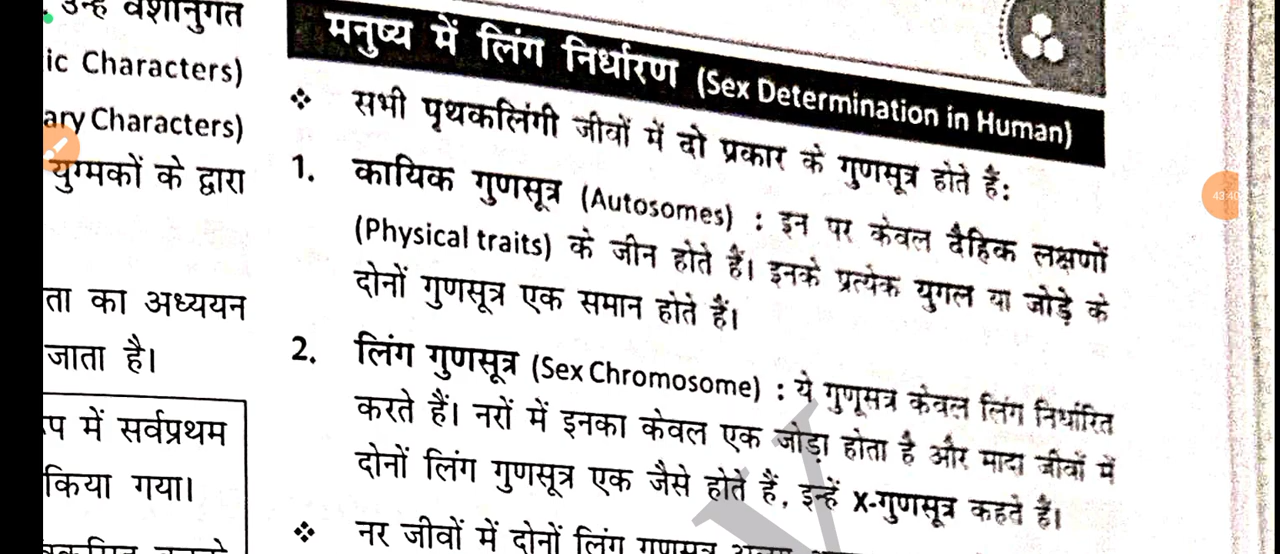 उन्हें वंशानुगत
ic Characters)
ary Characters)
युग्मकों के द्वारा
ता का अध्ययन
जाता है।
में सर्वप्रथम
किया गया।
मनुष्य में लिंग निर्धारण (Sex Determination in Human)
❖ सभी पृथकलिंगी जीवों में दो प्रकार के गुणसूत्र होते हैं:
1. कायिक गुणसूत्र (Autosomes) : इन पर केवल दैहिक लक्षणों
(Physical traits) के जीन होते हैं। इनके प्रत्येक युगल या जोड़े के
दोनों गुणसूत्र एक समान होते हैं।
2. लिंग गुणसूत्र (Sex Chromosome) : ये गुणूसत्र केवल लिंग निर्धारित
करते हैं। नरों में इनका केवल एक जोड़ा होता है और मादा जीवों में
दोनों लिंग गुणसूत्र एक जैसे होते हैं, इन्हें X-गुणसूत्र कहते हैं।
❖ नर जीवों में दोनों लिंग गुणसूत्र
43:40